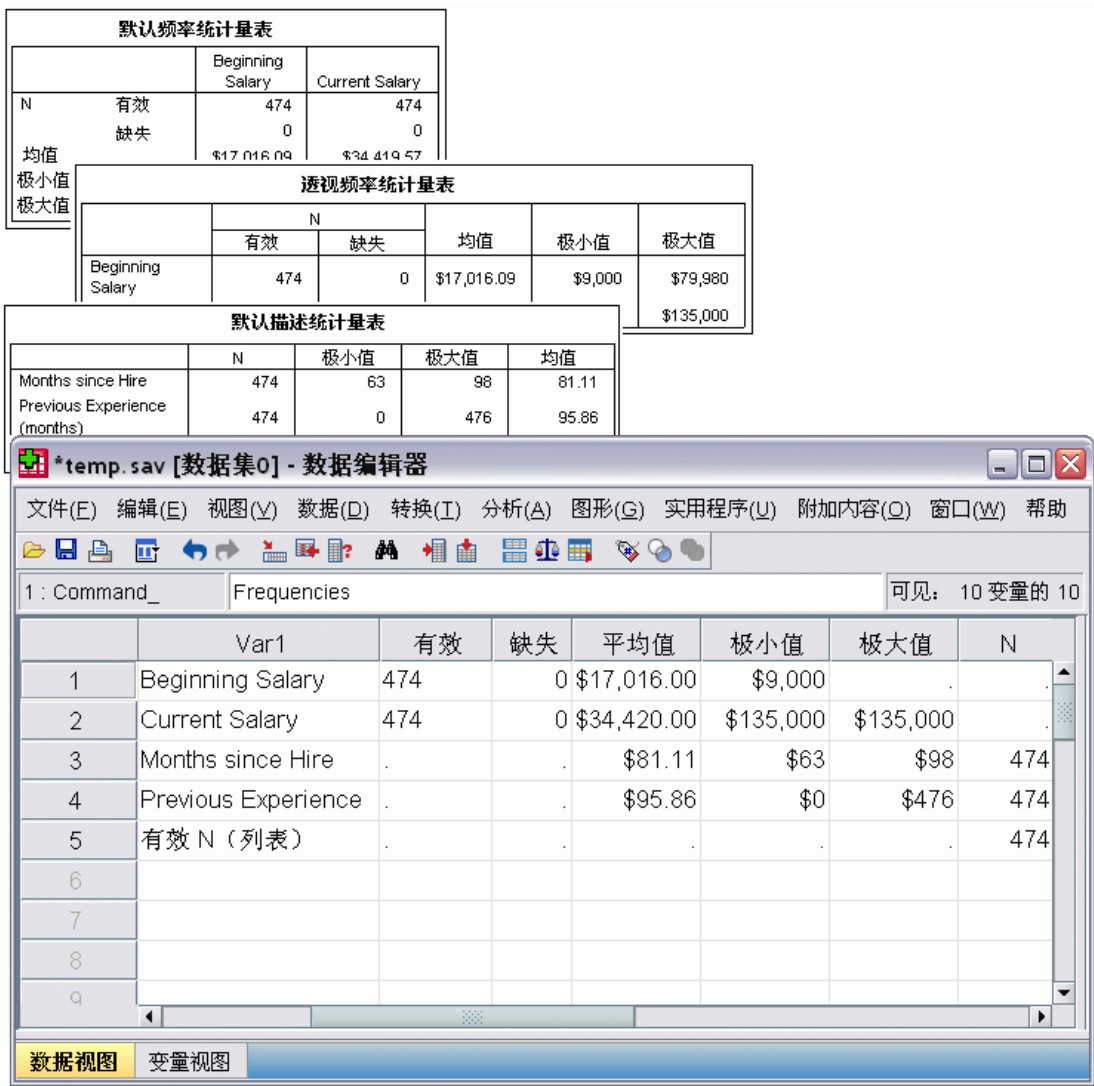 默认频率统计量表
Beginning
Salary Current Salary
N 有效 474 474
缺失 0 0
均值 $17,016.09 $34,419.57
极小值
极大值
透视频率统计量表
N
有效 缺失 均值 极小值 极大值
Beginning
Salary 474 0 $17,016.09 $9,000 $79,980
$135,000
默认描述统计量表
N 极小值 极大值 均值
Months since Hire 474 63 98 81.11
Previous Experience
(months) 474 0 476 95.86
*temp.sav [数据集0] - 数据编辑器
文件(F) 编辑(E) 视图(V) 数据(D) 转换(T) 分析(A) 图形(G) 实用程序(U) 附加内容(O) 窗口(W) 帮助
1 : Command_ Frequencies 可见: 10 变量的 10
Var1 有效 缺失 平均值 极小值 极大值 N
1 Beginning Salary 474 0 $17,016.00 $9,000 . .
2 Current Salary 474 0 $34,420.00 $135,000 $135,000 .
3 Months since Hire . . $81.11 $63 $98 474
4 Previous Experience . . $95.86 $0 $476 474
5 有效 N（列表） . . . . . 474
6
7
8
9
数据视图 变量视图